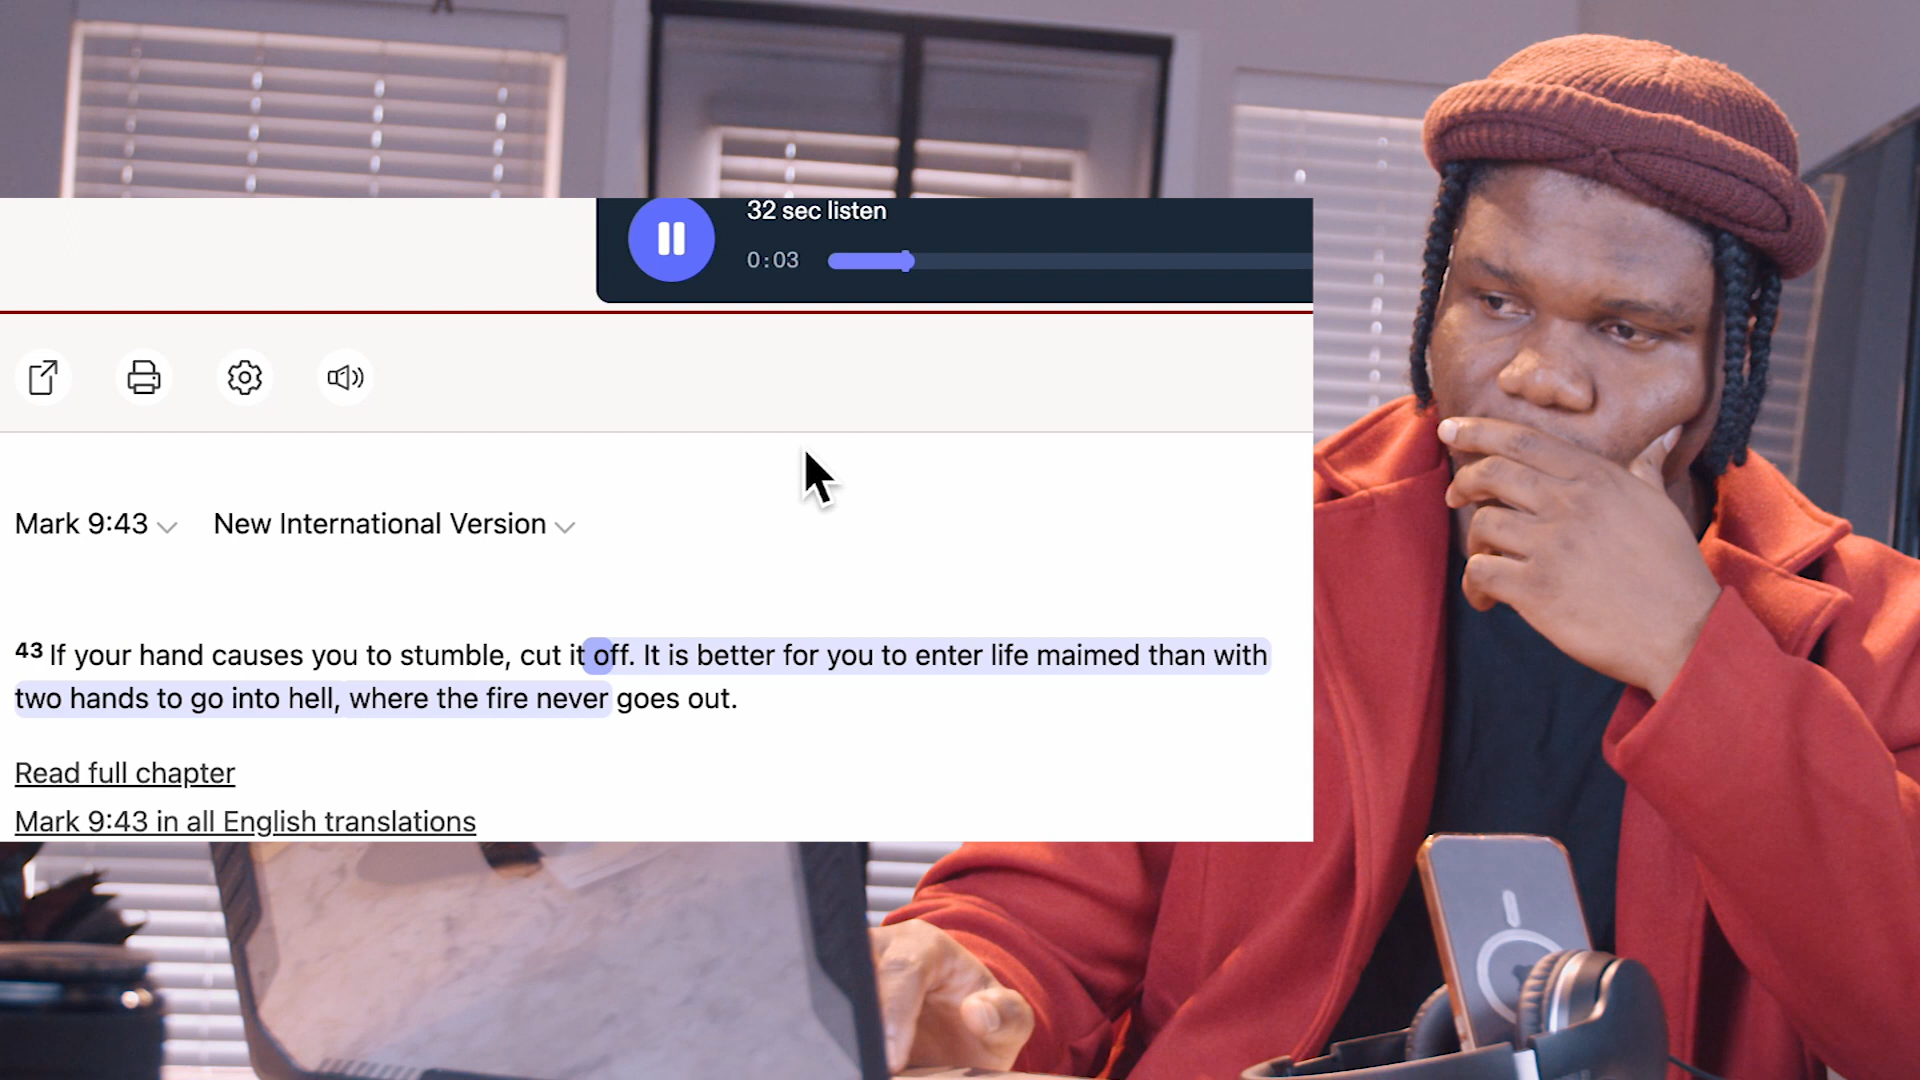 32 sec listen
0:03
Mark 9:43
New International Version
43 If your hand causes you to stumble, cut it off. It is better for you to enter life maimed than with
two hands to go into hell, where the fire never goes out.
Read full chapter
Mark 9:43 in all English translations